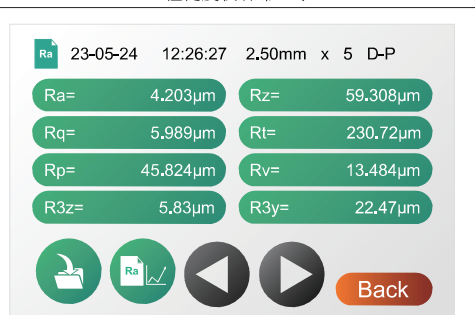 Ra 23-05-24 12:26:27 2.50mm x 5 D-P
Ra= 4.203μm Rz= 59.308μm
Rq= 5.989μm Rt= 230.72μm
Rp= 45.824μm Rv= 13.484μm
R3z= 5.83μm R3y= 22.47μm
Ra Back